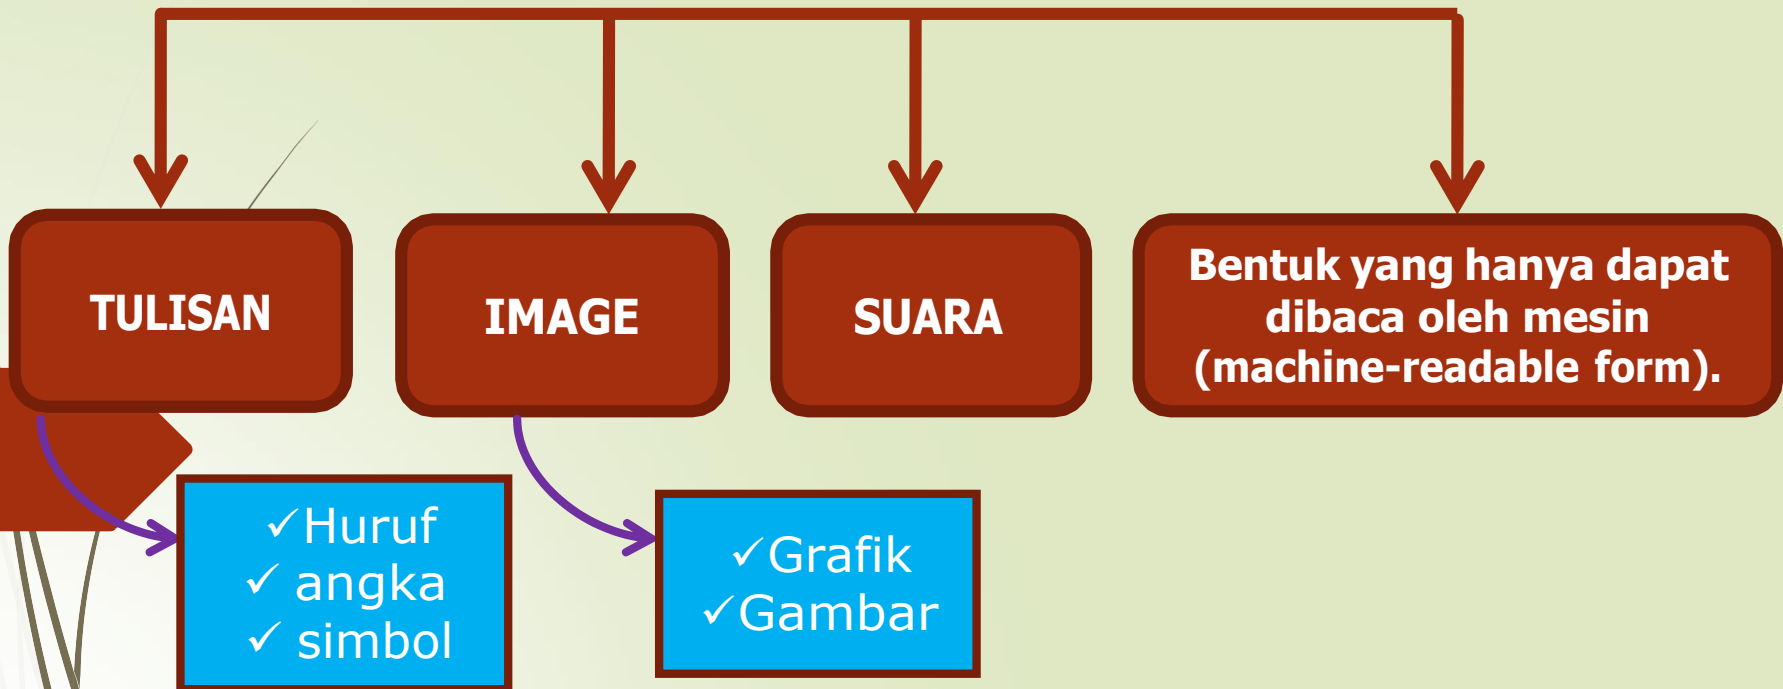 TULISAN
IMAGE
SUARA
Bentuk yang hanya dapat
dibaca oleh mesin
(machine-readable form).
✓Huruf
✓ angka
✓ simbol
✓Grafik
✓Gambar